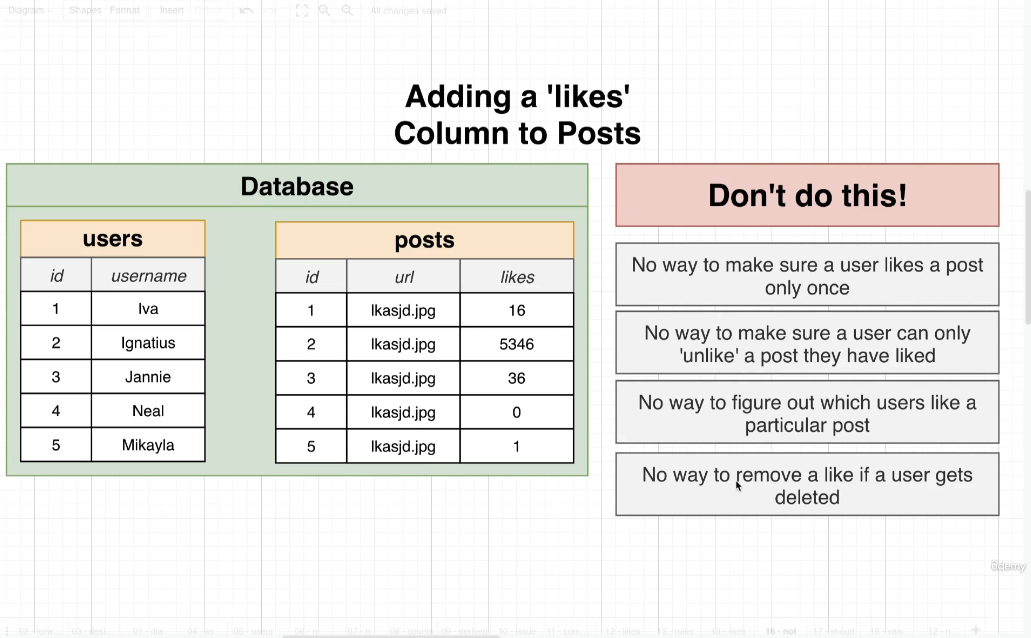 Diagram Shapes Format Insert All changes saved
Adding a 'likes'
Column to Posts
Database
users
id username
1 Iva
2 Ignatius
3 Jannie
4 Neal
5 Mikayla
posts
id url likes
1 lkasjd.jpg 16
2 lkasjd.jpg 5346
3 lkasjd.jpg 36
4 lkasjd.jpg 0
5 lkasjd.jpg 1
Don't do this!
No way to make sure a user likes a post
only once
No way to make sure a user can only
'unlike' a post they have liked
No way to figure out which users like a
particular post
No way to remove a like if a user gets
deleted
ûdemy
16 - not